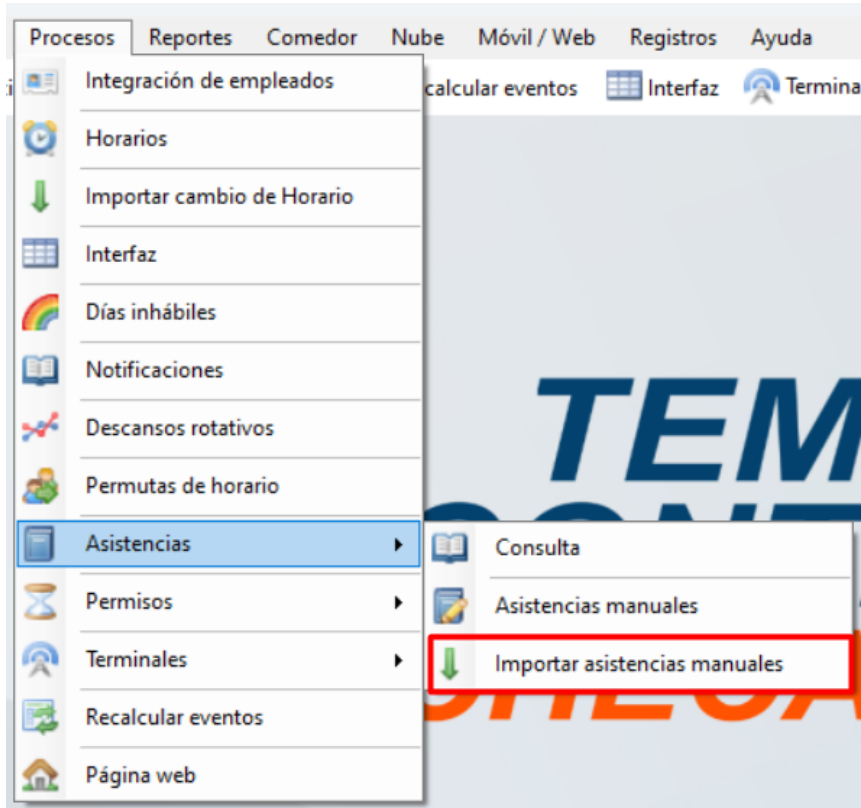 Procesos Reportes Comedor Nube Móvil / Web Registros Ayuda
Integración de empleados
calcular eventos Interfaz Termina
Horarios
Importar cambio de Horario
Interfaz
Días inhábiles
Notificaciones
Descansos rotativos
TEM
Permutas de horario
Asistencias
Consulta
Permisos
Asistencias manuales
Terminales
Importar asistencias manuales
Recalcular eventos
Página web